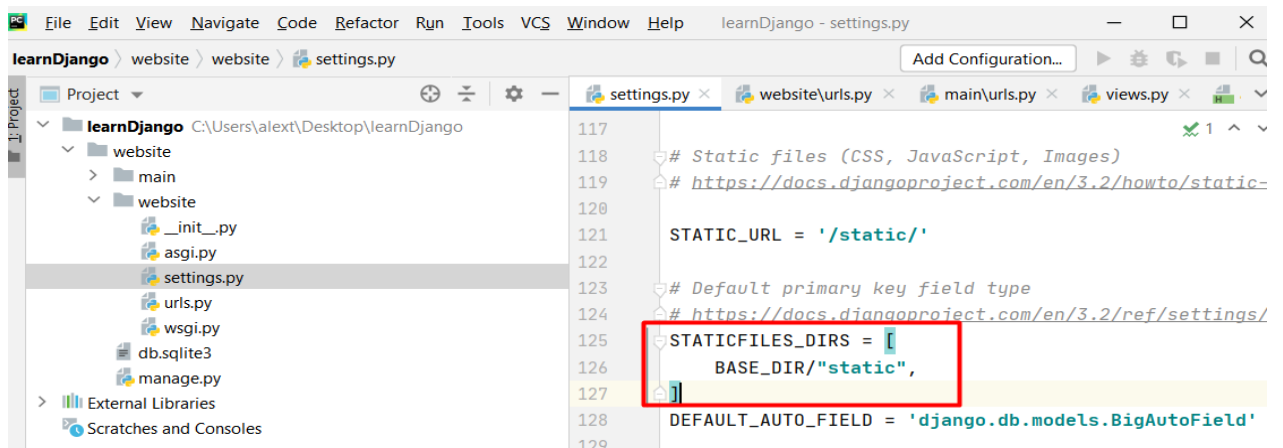 File Edit View Navigate Code Refactor Run Tools VCS Window Help learnDjango - settings.py
learnDjango website website settings.py Add Configuration...
1: Project
Project
settings.py website\urls.py main\urls.py views.py
learnDjango C:\Users\alext\Desktop\learnDjango
website
main
website
__init__.py
asgi.py
settings.py
urls.py
wsgi.py
db.sqlite3
manage.py
External Libraries
Scratches and Consoles
1
117
118 # Static files (CSS, JavaScript, Images)
119 # https://docs.djangoproject.com/en/3.2/howto/static-
120
121 STATIC_URL = '/static/'
122
123 # Default primary key field type
124 # https://docs.djangoproject.com/en/3.2/ref/settings/
125 STATICFILES_DIRS = [
126 BASE_DIR/"static",
127 ]
128 DEFAULT_AUTO_FIELD = 'django.db.models.BigAutoField'
129